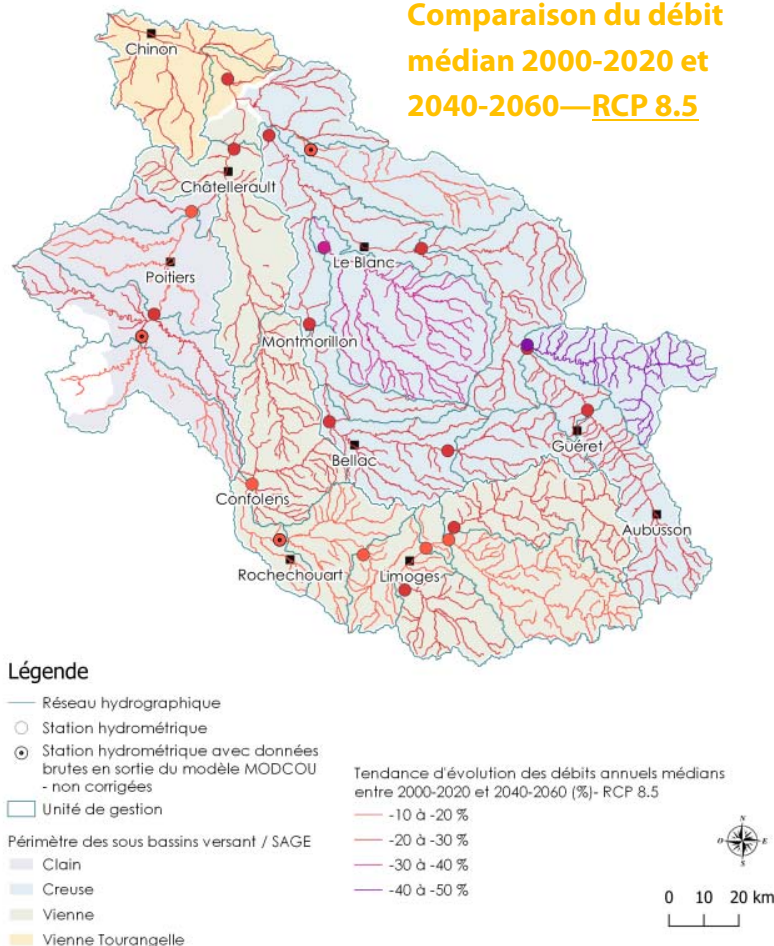 Comparaison du débit
médian 2000-2020 et
2040-2060—RCP 8.5
Chinon
Châtellerault
Le Blanc
Poitiers
Montmorillon
Guéret
Bellac
Confolens
Aubusson
Rochechouart
Limoges
Légende
Réseau hydrographique
Station hydrométrique
Station hydrométrique avec données
brutes en sortie du modèle MODCOU
- non corrigées
Unité de gestion
Périmètre des sous bassins versant / SAGE
Clain
Creuse
Vienne
Vienne Tourangelle
Tendance d'évolution des débits annuels médians
entre 2000-2020 et 2040-2060 (%)- RCP 8.5
-10 à -20 %
-20 à -30 %
-30 à -40 %
-40 à -50 %
N
O E
S
0 10 20 km